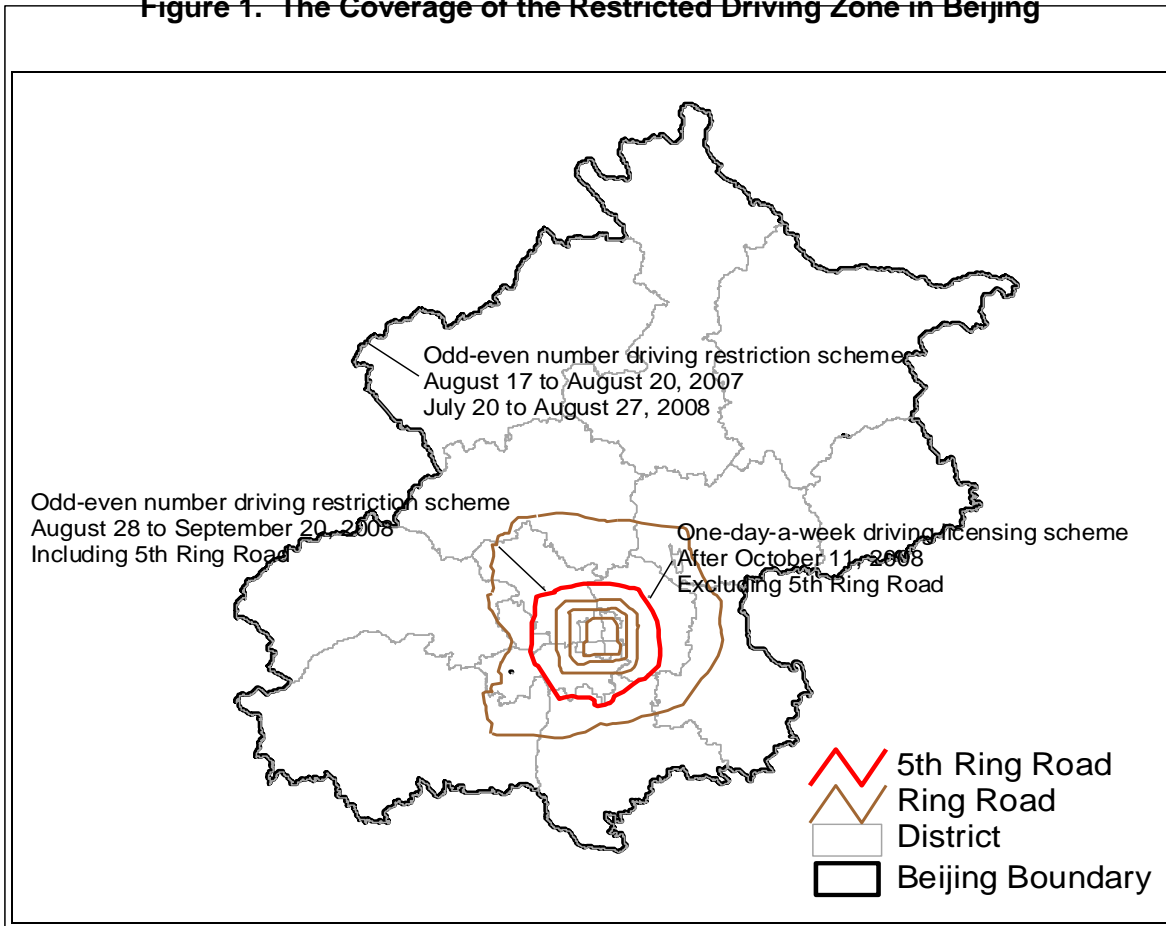 Figure 1. The Coverage of the Restricted Driving Zone in Beijing
Odd-even number driving restriction scheme
August 17 to August 20, 2007
July 20 to August 27, 2008
Odd-even number driving restriction scheme
August 28 to September 20, 2008
Including 5th Ring Road
One-day-a-week driving licensing scheme
After October 11, 2008
Excluding 5th Ring Road
5th Ring Road
Ring Road
District
Beijing Boundary